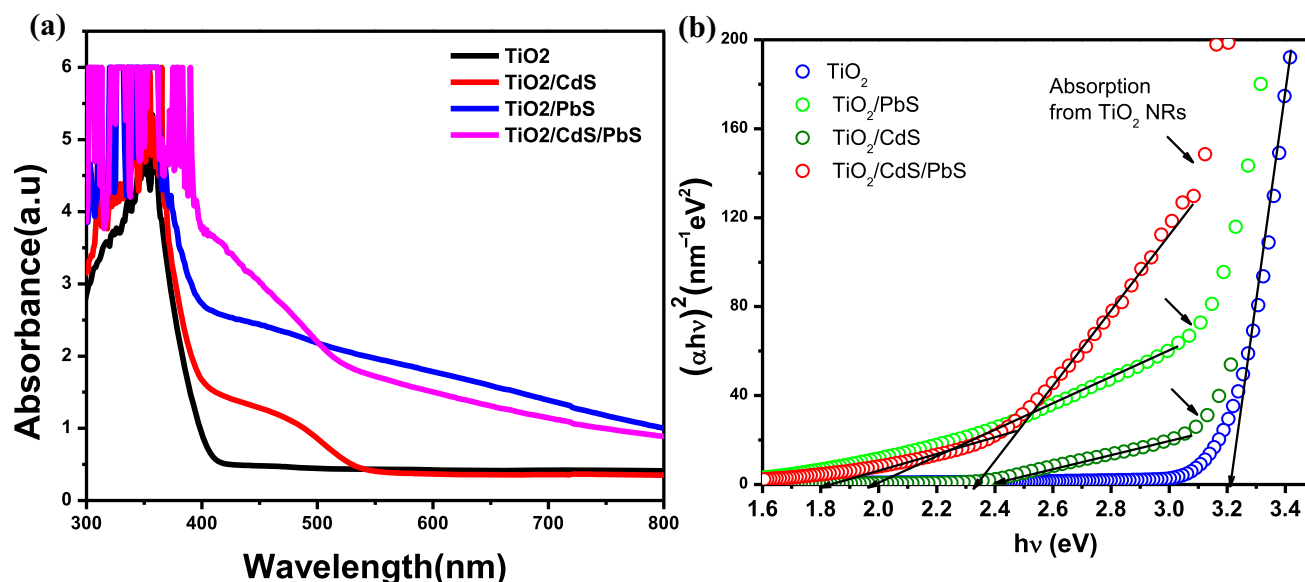 (a)
6
5
4
3
2
1
0
300
400
500
600
700
800
Absorbance(a.u)
Wavelength(nm)
TiO2
TiO2/CdS
TiO2/PbS
TiO2/CdS/PbS
(b)
200
160
120
80
40
0
1.6
1.8
2.0
2.2
2.4
2.6
2.8
3.0
3.2
3.4
(αhν)² (nm⁻¹eV²)
hν (eV)
TiO₂
TiO₂/PbS
TiO₂/CdS
TiO₂/CdS/PbS
Absorption
from TiO₂ NRs